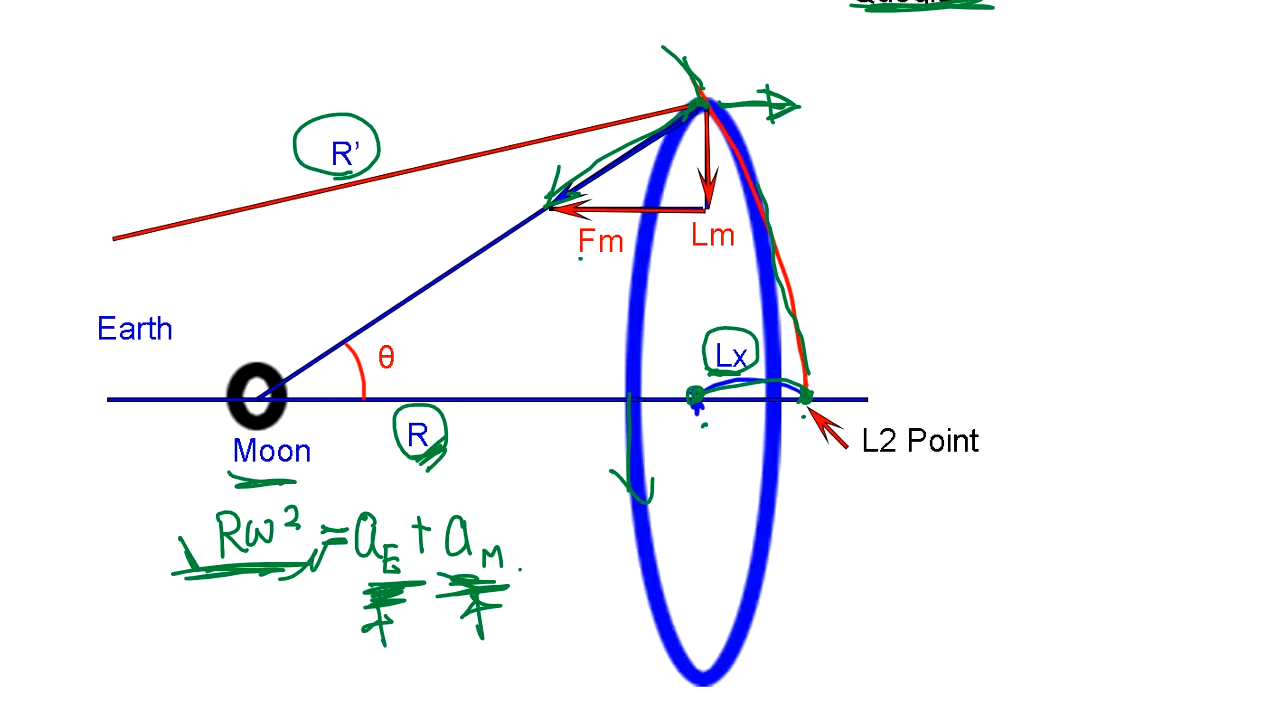 R’
Fm
Lm
Earth
θ
Lx
R
L2 Point
Moon
Rω² = a_E + a_M.